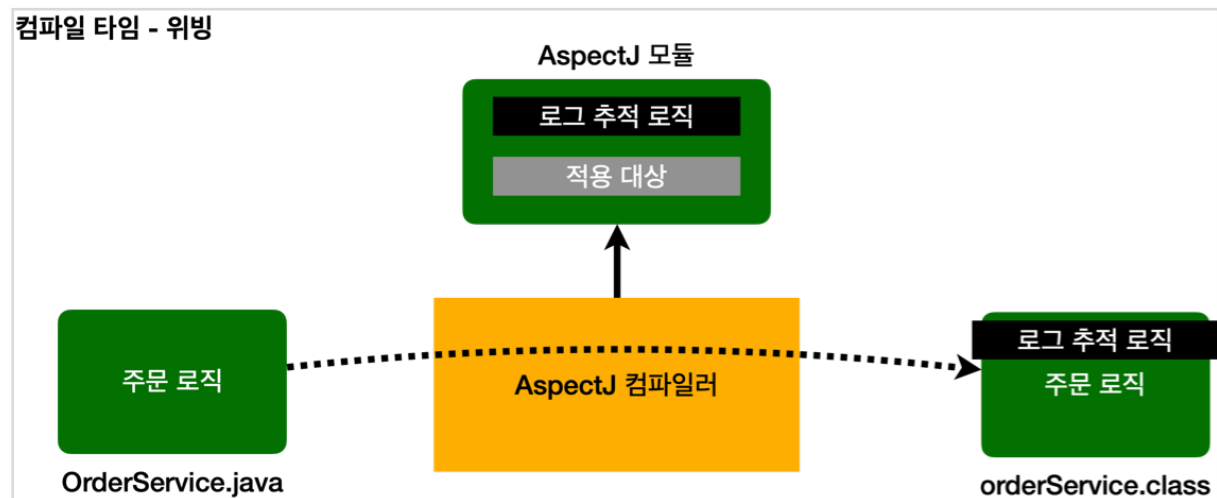 컴파일 타임 - 위빙
AspectJ 모듈
로그 추적 로직
적용 대상
주문 로직
OrderService.java
AspectJ 컴파일러
로그 추적 로직
주문 로직
orderService.class